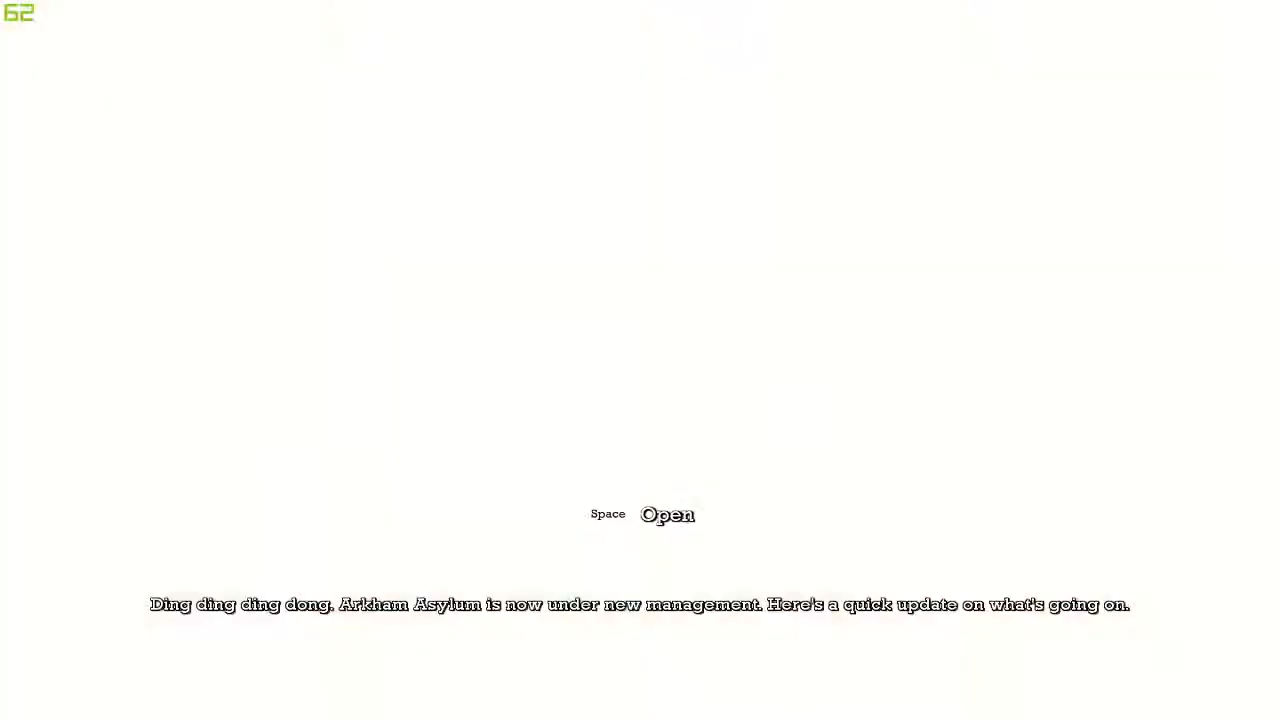 62
Space Open
Ding ding ding dong. Arkham Asylum is now under new management. Here's a quick update on what's going on.